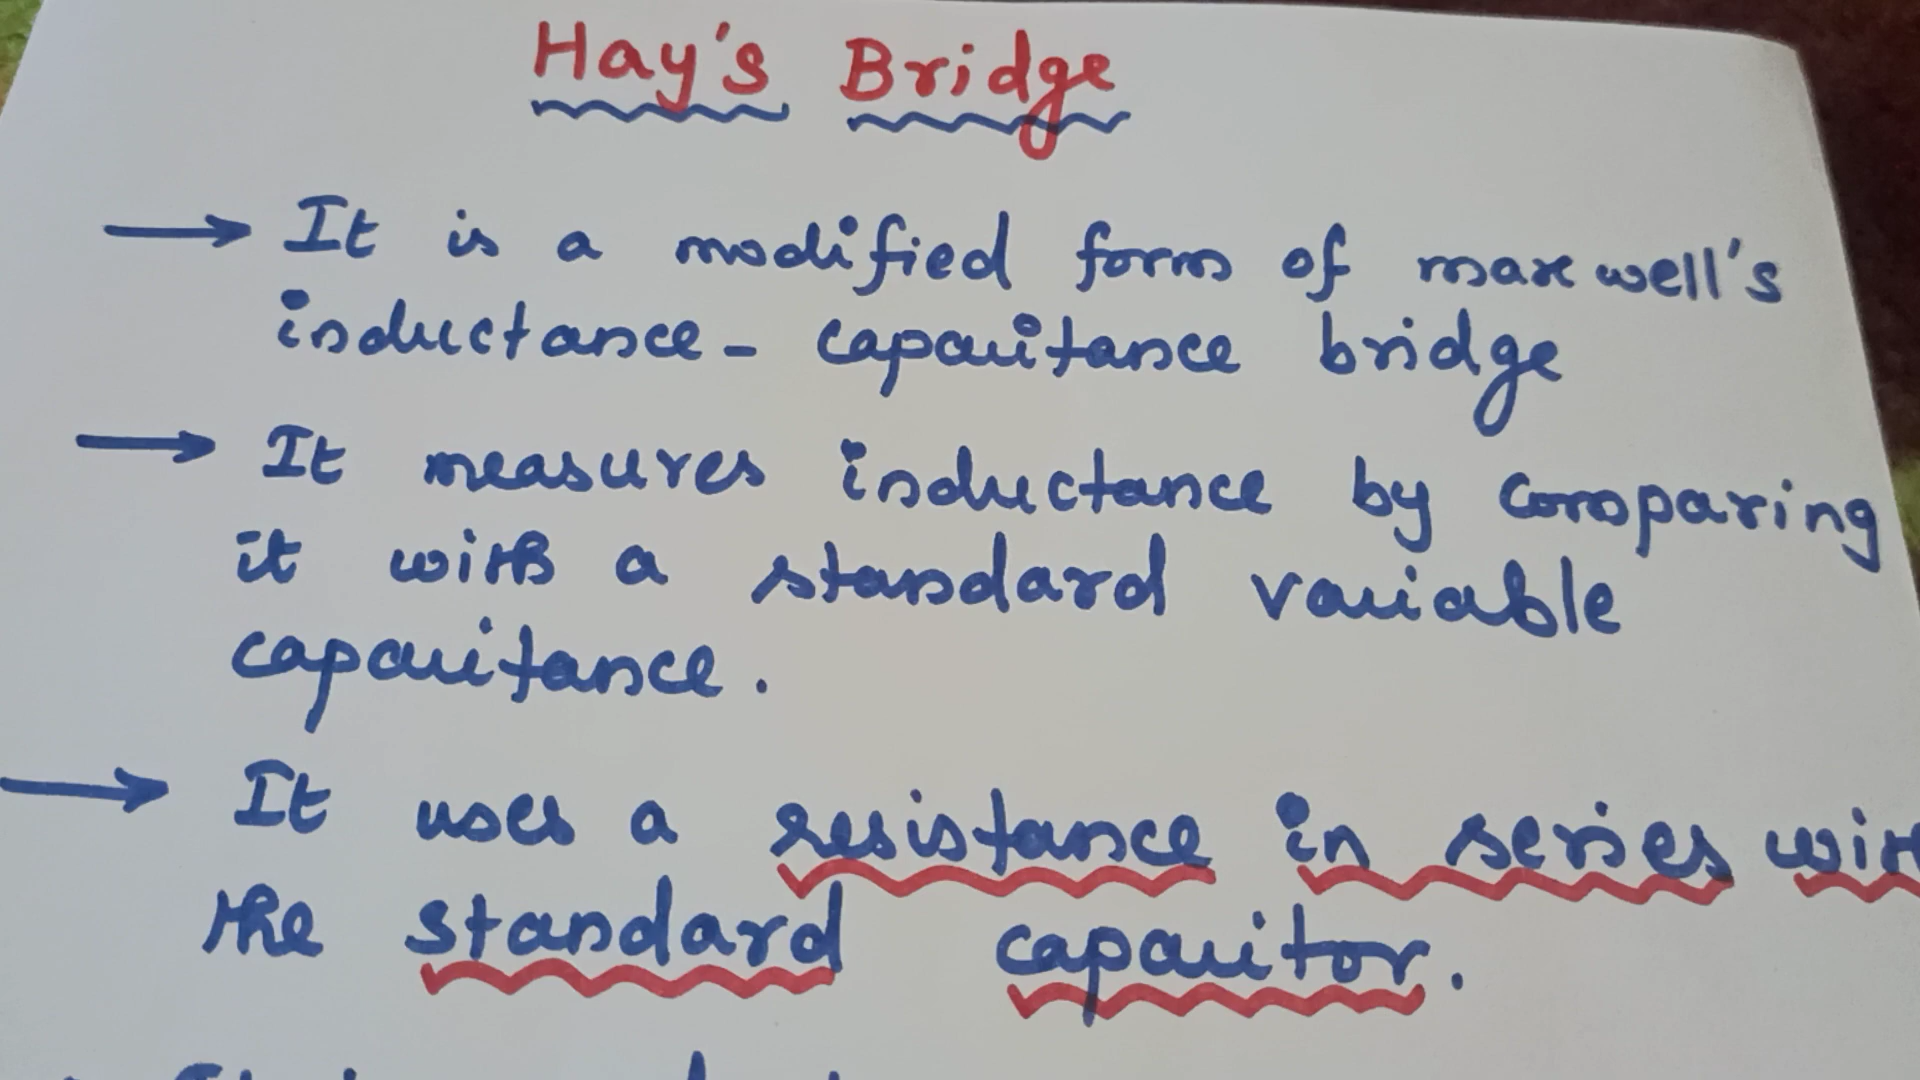 Hay's Bridge
→ It is a modified form of maxwell's
inductance - capacitance bridge
→ It measures inductance by comparing
it with a standard variable
capacitance.
→ It uses a resistance in series with
the standard capacitor.